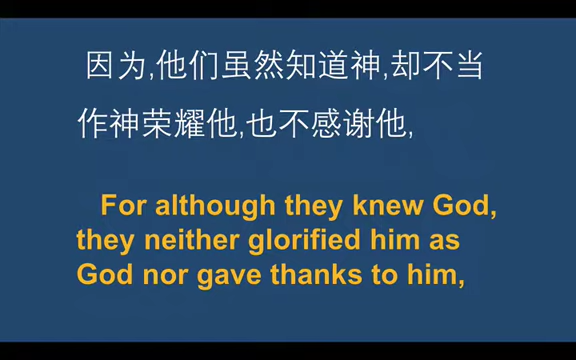 因为,他们虽然知道神,却不当
作神荣耀他,也不感谢他,
For although they knew God,
they neither glorified him as
God nor gave thanks to him,